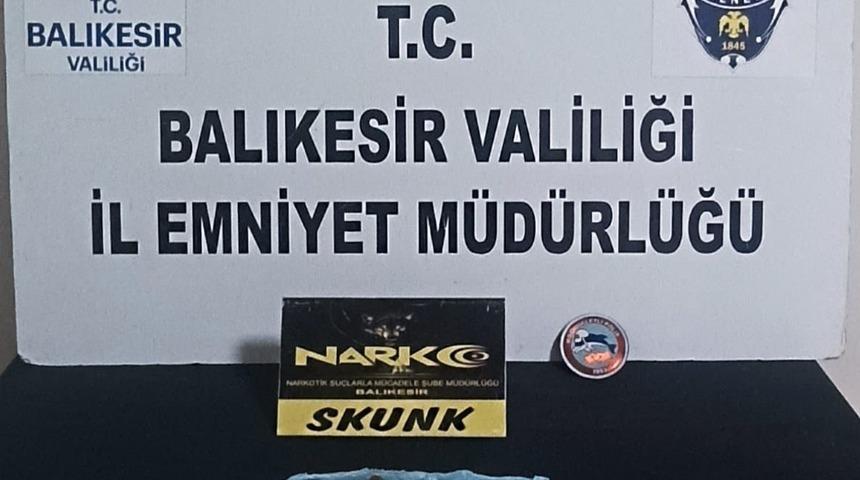 T.C.
BALIKESİR
VALİLİĞİ
T.C.
BALIKESİR VALİLİĞİ
İL EMNİYET MÜDÜRLÜĞÜ
1845
NARKO
NARKOTİK SUÇLARLA MÜCADELE ŞUBE MÜDÜRLÜĞÜ
BALIKESİR
SKUNK